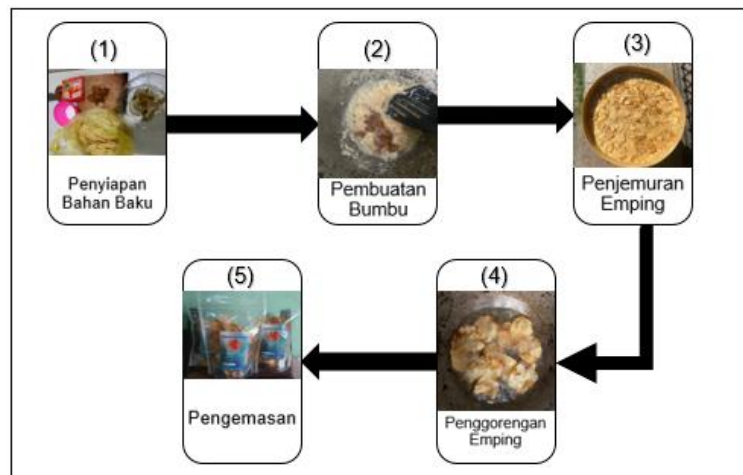 (1)
Penyiapan
Bahan Baku
(2)
Pembuatan
Bumbu
(3)
Penjemuran
Emping
(4)
Penggorengan
Emping
(5)
Pengemasan